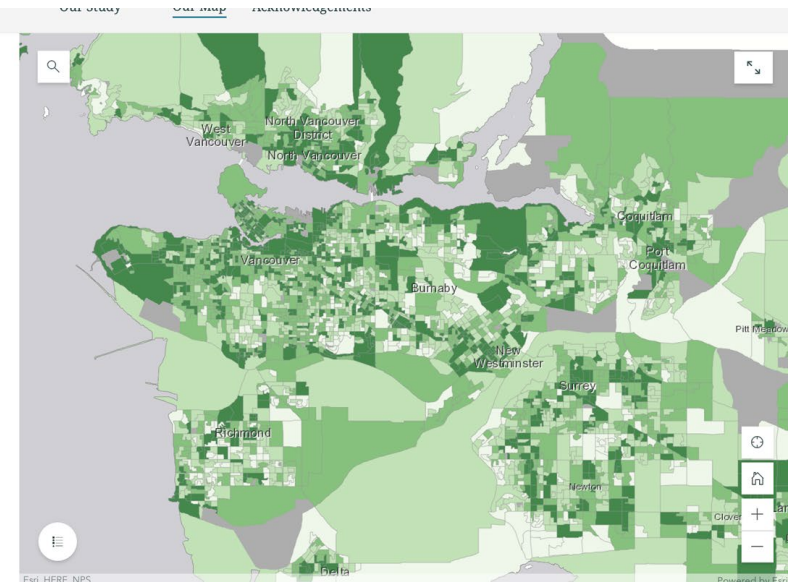 Our Study Our Map Acknowledgements
West
Vancouver
North Vancouver
District
North Vancouver
Coquitlam
Port
Coquitlam
Vancouver
Burnaby
Pitt Meadow
New
Westminster
Surrey
Richmond
Newton
Clover
Delta
Esri, HERE, NPS
Powered by Esri